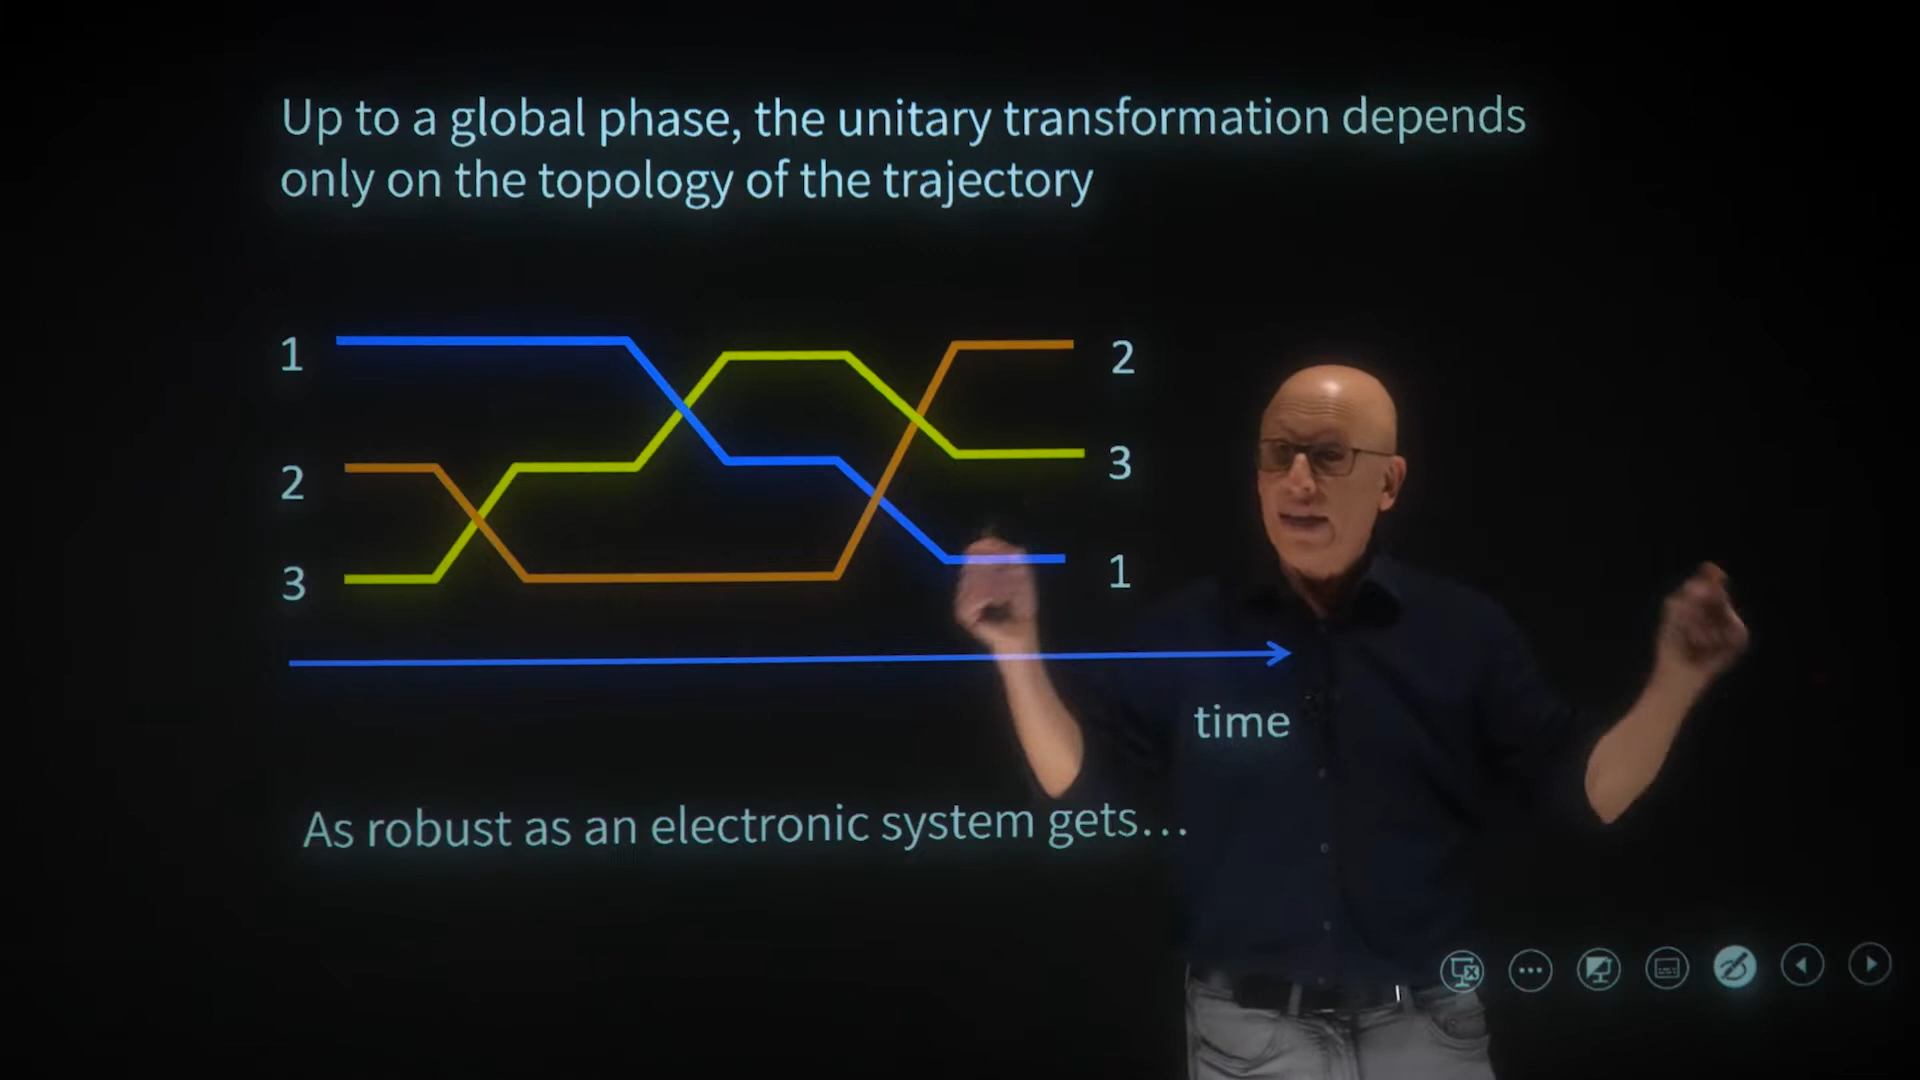 Up to a global phase, the unitary transformation depends
only on the topology of the trajectory
1
2
2
3
3
1
time
As robust as an electronic system gets...